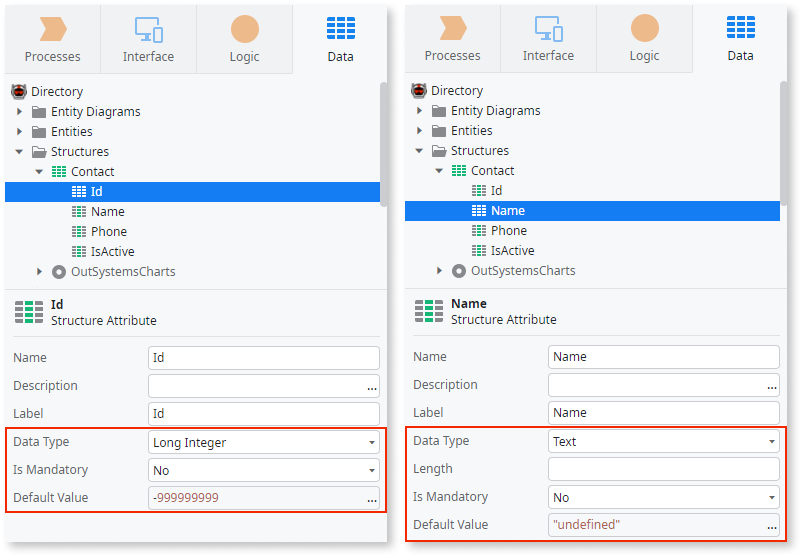 Processes
Interface
Logic
Data
Directory
Entity Diagrams
Entities
Structures
Contact
Id
Name
Phone
IsActive
OutSystemsCharts
Id
Structure Attribute
Name Id
Description ...
Label Id
Data Type Long Integer
Is Mandatory No
Default Value -999999999 ...
Processes
Interface
Logic
Data
Directory
Entity Diagrams
Entities
Structures
Contact
Id
Name
Phone
IsActive
OutSystemsCharts
Name
Structure Attribute
Name Name
Description ...
Label Name
Data Type Text
Length
Is Mandatory No
Default Value "undefined" ...